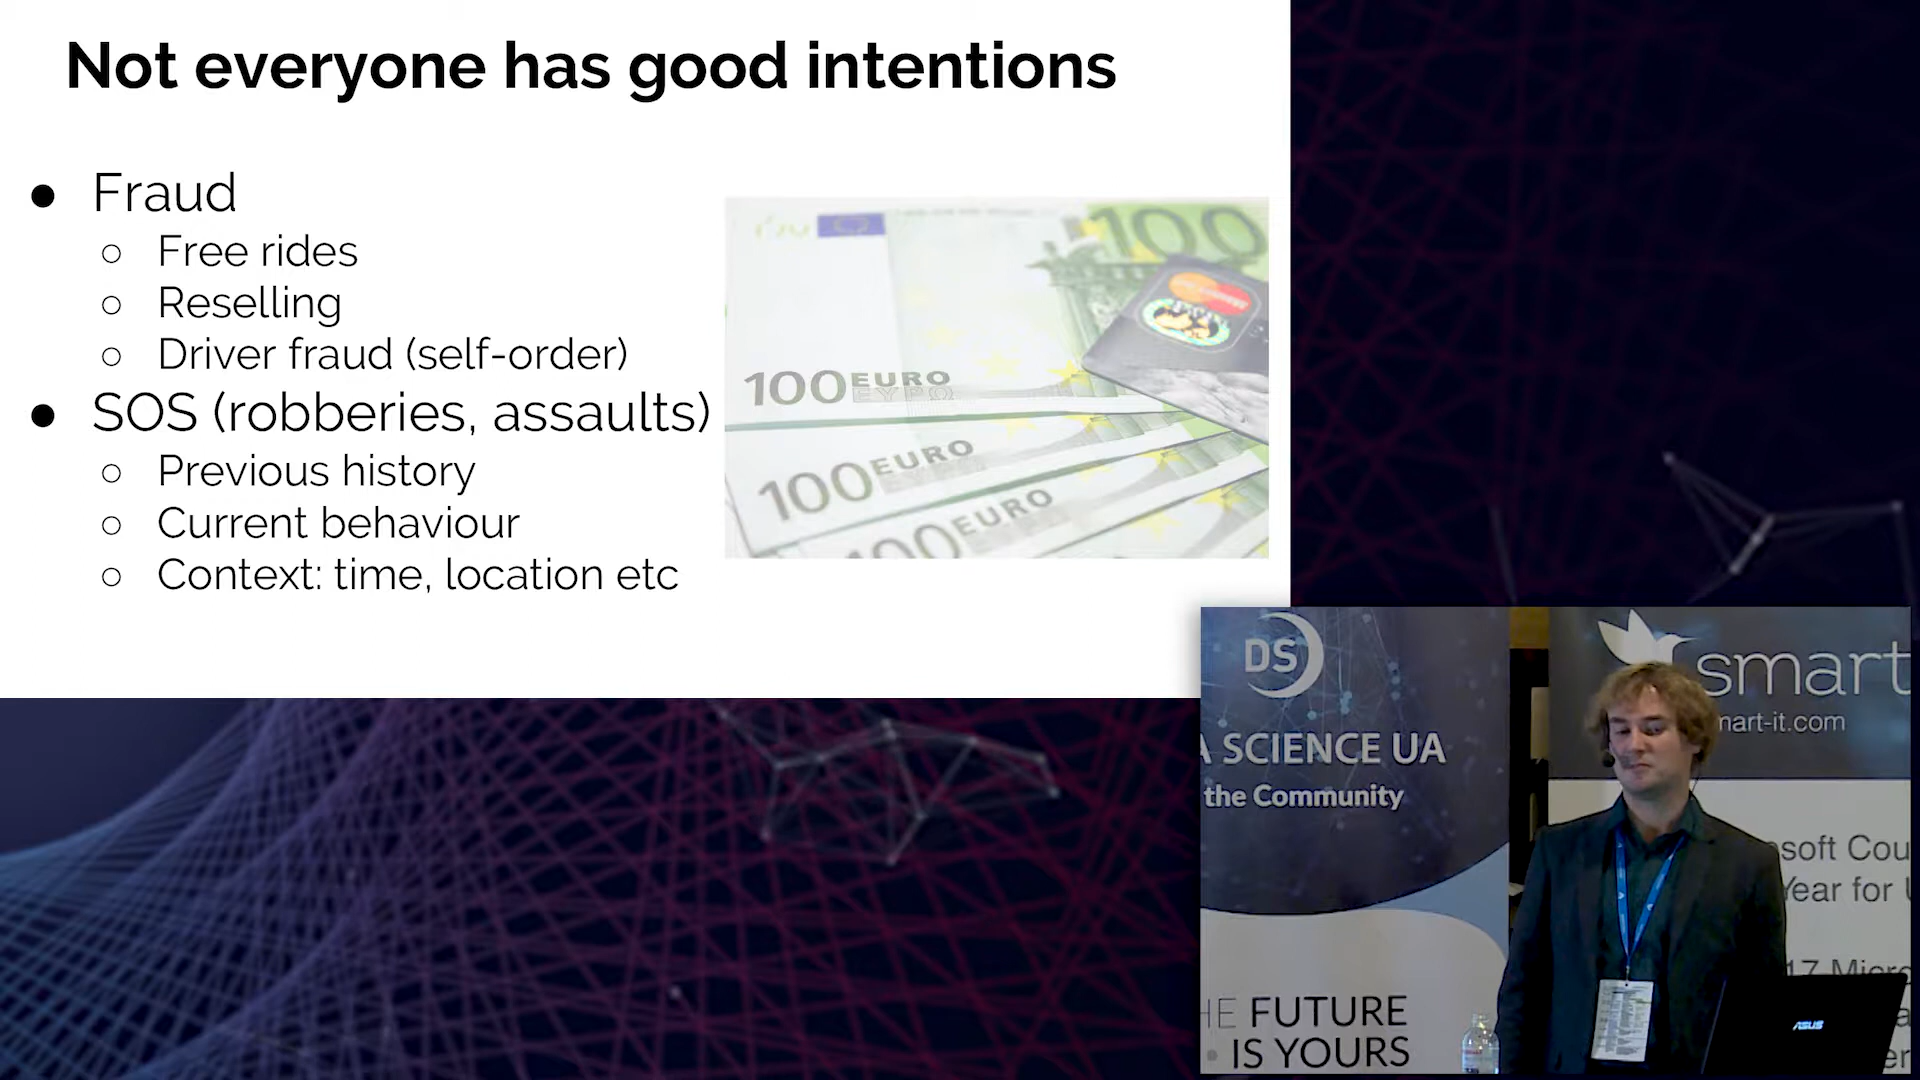 Not everyone has good intentions
● Fraud
○ Free rides
○ Reselling
○ Driver fraud (self-order)
● SOS (robberies, assaults)
○ Previous history
○ Current behaviour
○ Context: time, location etc
100
100 EURO
ΕΥΡΩ
100 EURO
100 EURO
DS
A SCIENCE UA
the Community
HE FUTURE
IS YOURS
smart
mart-it.com
osoft Cou
Year for U
17 Micro
ASUS